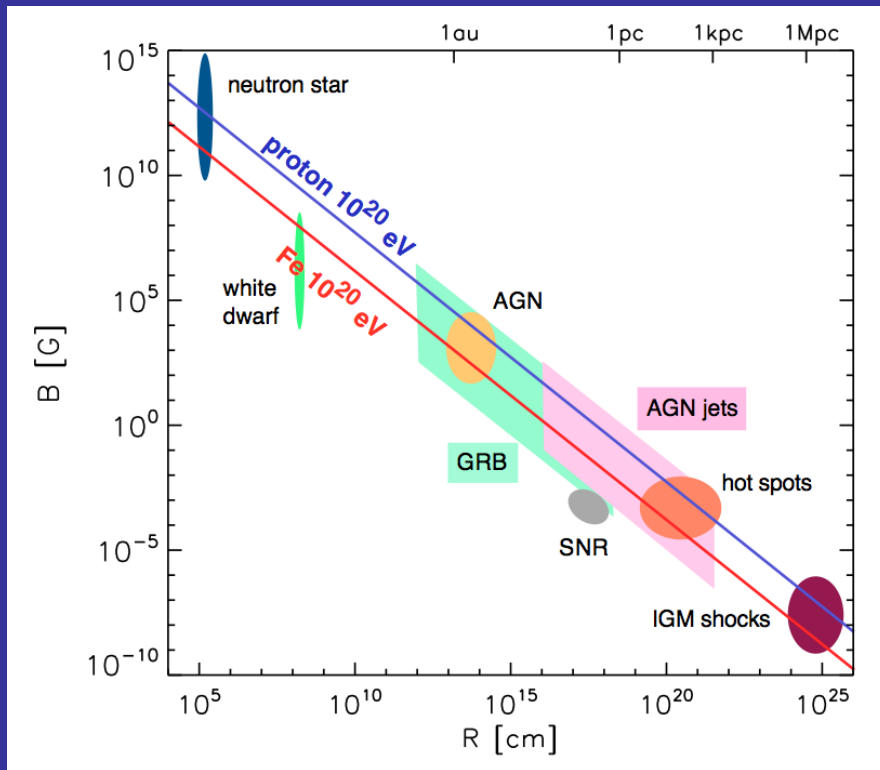 1au 1pc 1kpc 1Mpc
10^15
neutron star
10^10
proton 10^20 eV
Fe 10^20 eV
white
dwarf
AGN
10^5
B [G]
AGN jets
10^0
GRB
hot spots
SNR
10^-5
IGM shocks
10^-10
10^5 10^10 10^15 10^20 10^25
R [cm]